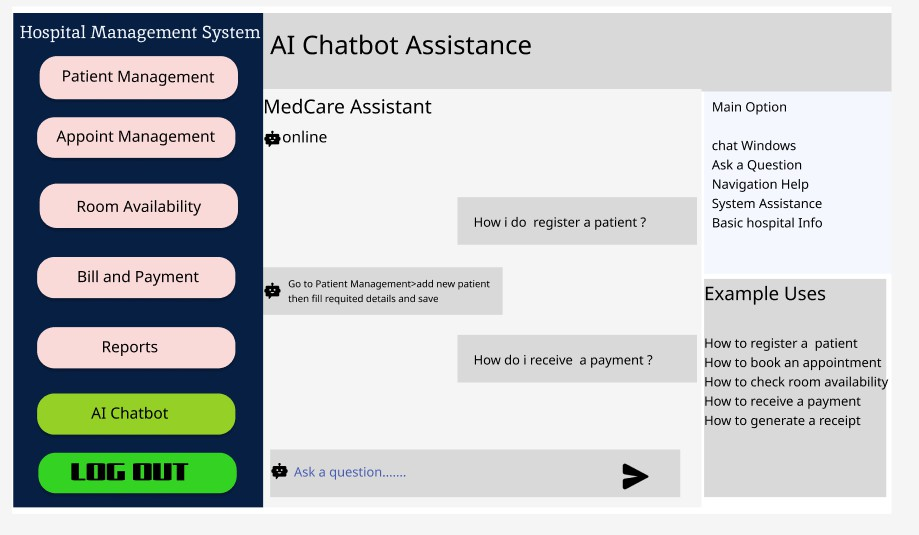 Hospital Management System
Patient Management
Appoint Management
Room Availability
Bill and Payment
Reports
AI Chatbot
LOG OUT
AI Chatbot Assistance
MedCare Assistant
online
How i do  register a patient ?
Go to Patient Management>add new patient
then fill requited details and save
How do i receive  a payment ?
Ask a question.......
Main Option
chat Windows
Ask a Question
Navigation Help
System Assistance
Basic hospital Info
Example Uses
How to register a  patient
How to book an appointment
How to check room availability
How to receive a payment
How to generate a receipt